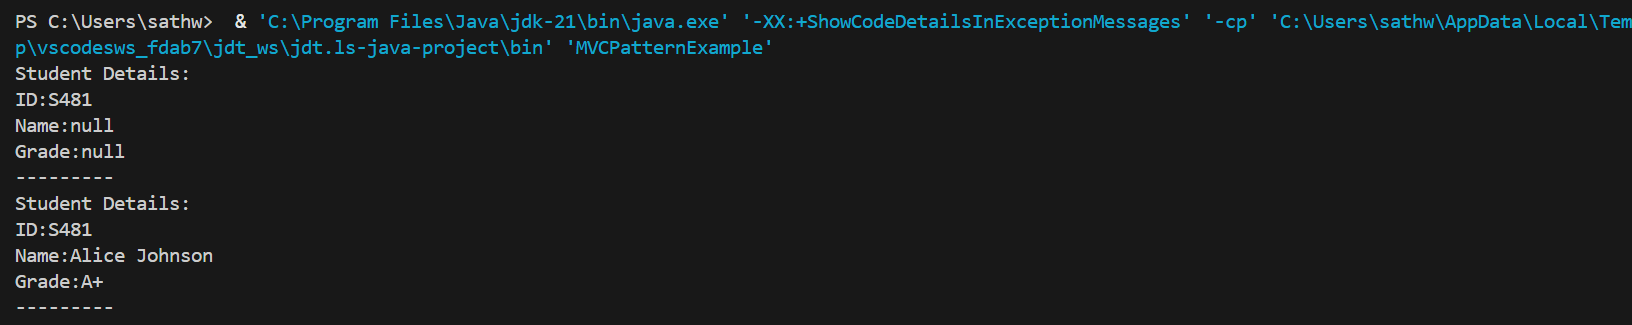 PS C:\Users\sathw>  & 'C:\Program Files\Java\jdk-21\bin\java.exe' '-XX:+ShowCodeDetailsInExceptionMessages' '-cp' 'C:\Users\sathw\AppData\Local\Tem
p\vscodesws_fdab7\jdt_ws\jdt.ls-java-project\bin' 'MVCPatternExample'
Student Details:
ID:S481
Name:null
Grade:null
---------
Student Details:
ID:S481
Name:Alice Johnson
Grade:A+
---------